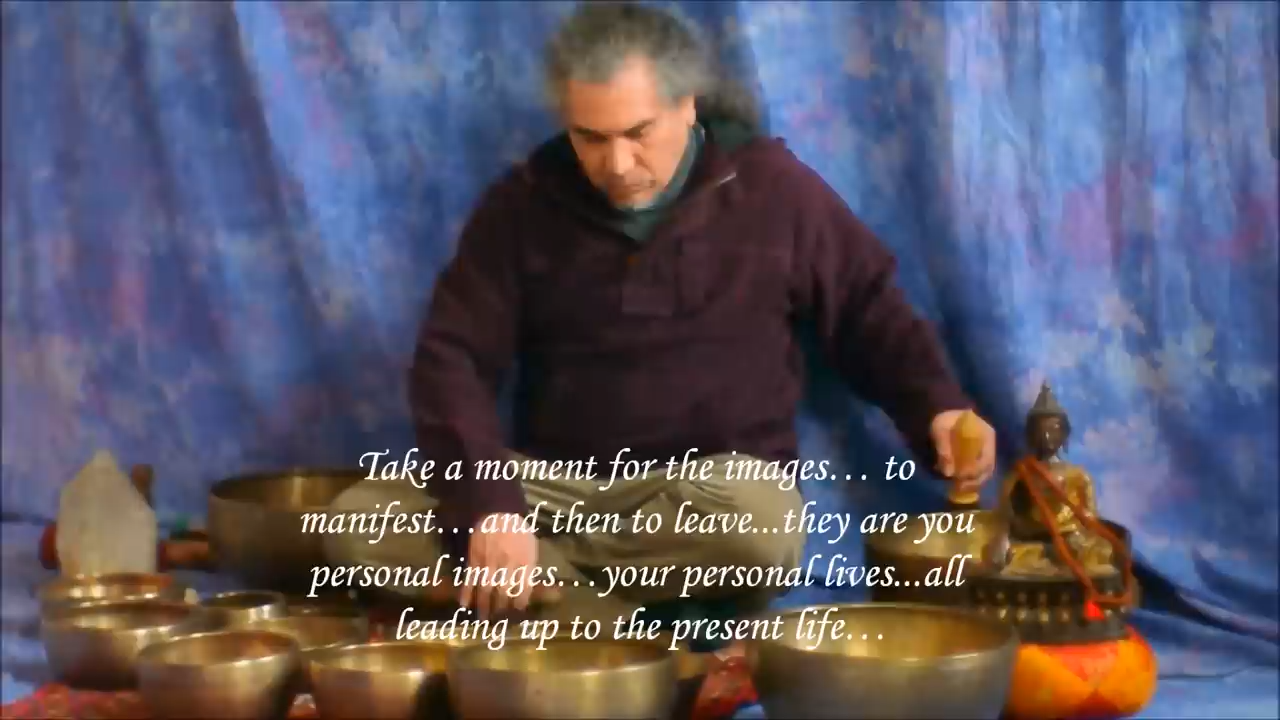 Take a moment for the images... to
manifest...and then to leave...they are you
personal images...your personal lives...all
leading up to the present life...